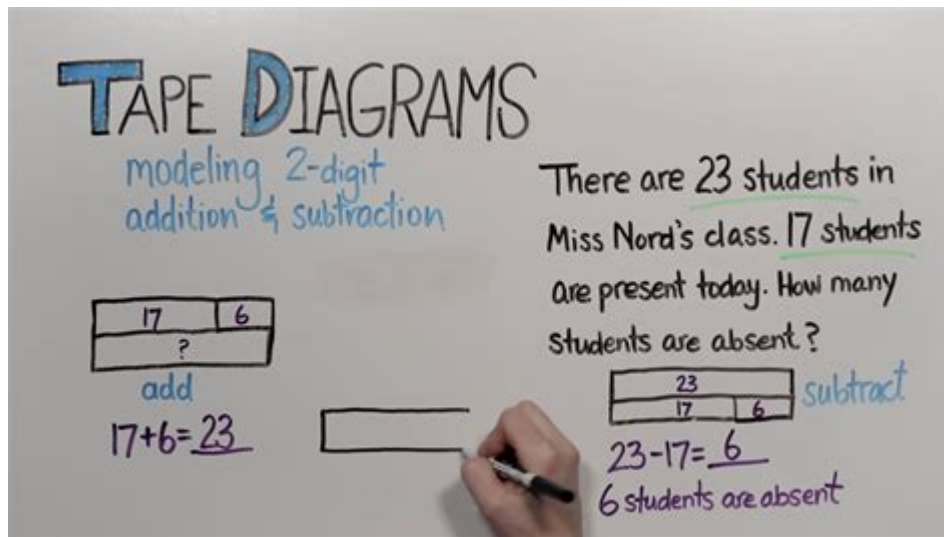 TAPE DIAGRAMS
modeling 2-digit
addition & subtraction
17 6
?
add
17+6=23
There are 23 students in
Miss Nord's class. 17 students
are present today. How many
students are absent?
23
17 6
subtract
23-17=6
6 students are absent